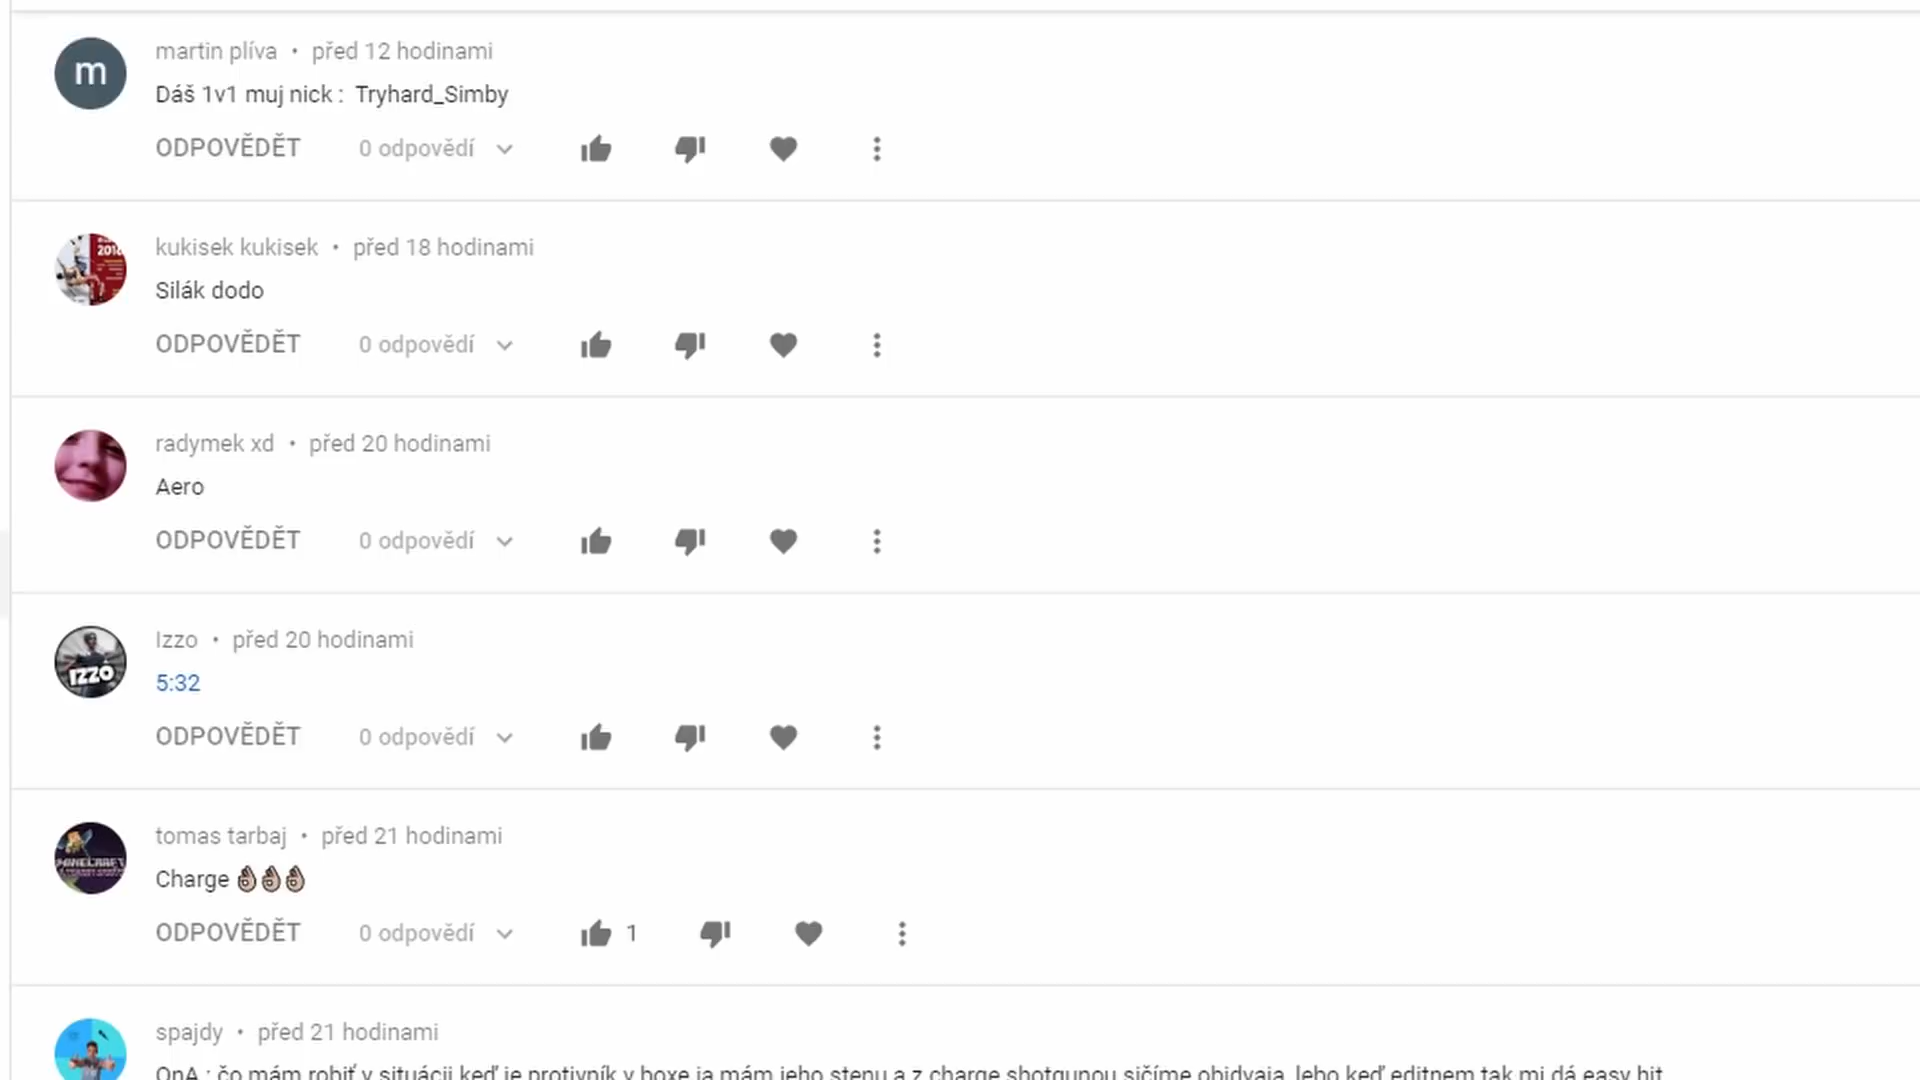 martin plíva • před 12 hodinami
Dáš 1v1 muj nick : Tryhard_Simby
ODPOVĚDĚT 0 odpovědí
kukisek kukisek • před 18 hodinami
Silák dodo
ODPOVĚDĚT 0 odpovědí
radymek xd • před 20 hodinami
Aero
ODPOVĚDĚT 0 odpovědí
Izzo • před 20 hodinami
5:32
ODPOVĚDĚT 0 odpovědí
tomas tarbaj • před 21 hodinami
Charge 👌👌👌
ODPOVĚDĚT 0 odpovědí 1
spajdy • před 21 hodinami
QnA : čo mám robiť v situácii keď je protivník v boxe ja mám jeho stenu a z charge shotgunou sičíme obidvaja, lebo keď editnem tak mi dá easy hit
m
2016
IZZO
MINECRAFT